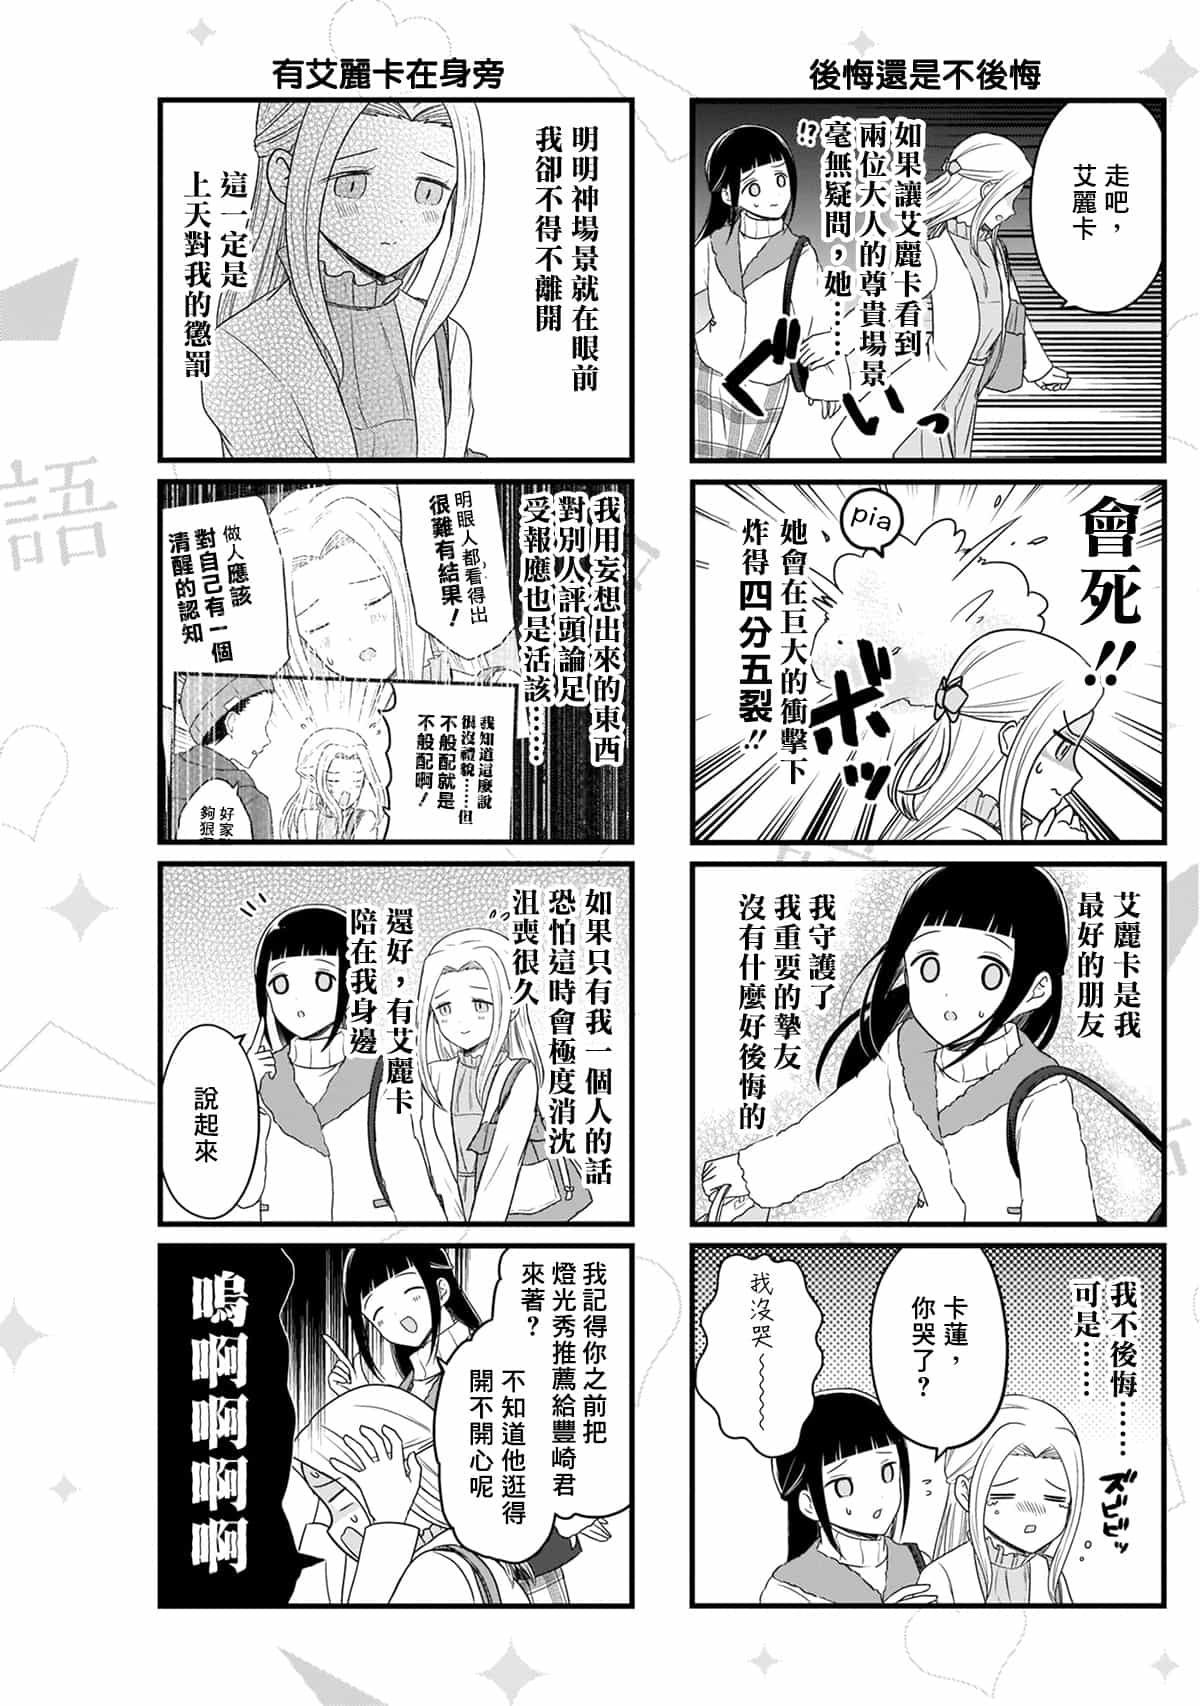 後悔還是不後悔
走吧，
艾麗卡
如果讓艾麗卡看到
兩位大人的尊貴場景
毫無疑問，她……
!?
ぐいっ
會死!!
pia
她會在巨大的衝擊下
炸得四分五裂!!
ボッ
艾麗卡是我
最好的朋友
我守護了
我重要的摯友
沒有什麼好後悔的
我不後悔……
可是……
卡蓮，
你哭了？
ズビビッ
我沒哭～～～～
有艾麗卡在身旁
明明神場景就在眼前
我卻不得不離開
這一定是
上天對我的懲罰
我用妄想出來的東西
對別人評頭論足
受報應也是活該……
明眼人都看得出
很難有結果！
做人應該
對自己有一個
清醒的認知
我知道這麼說
很沒禮貌……但
不般配就是
不般配啊！
好家
夠狠
如果只有我一個人的話
恐怕這時會極度消沈
沮喪很久
還好，有艾麗卡
陪在我身邊
說起來
我記得你之前把
燈光秀推薦給豐崎君
來著？
不知道他逛得
開不開心呢
嗚啊啊啊啊
語